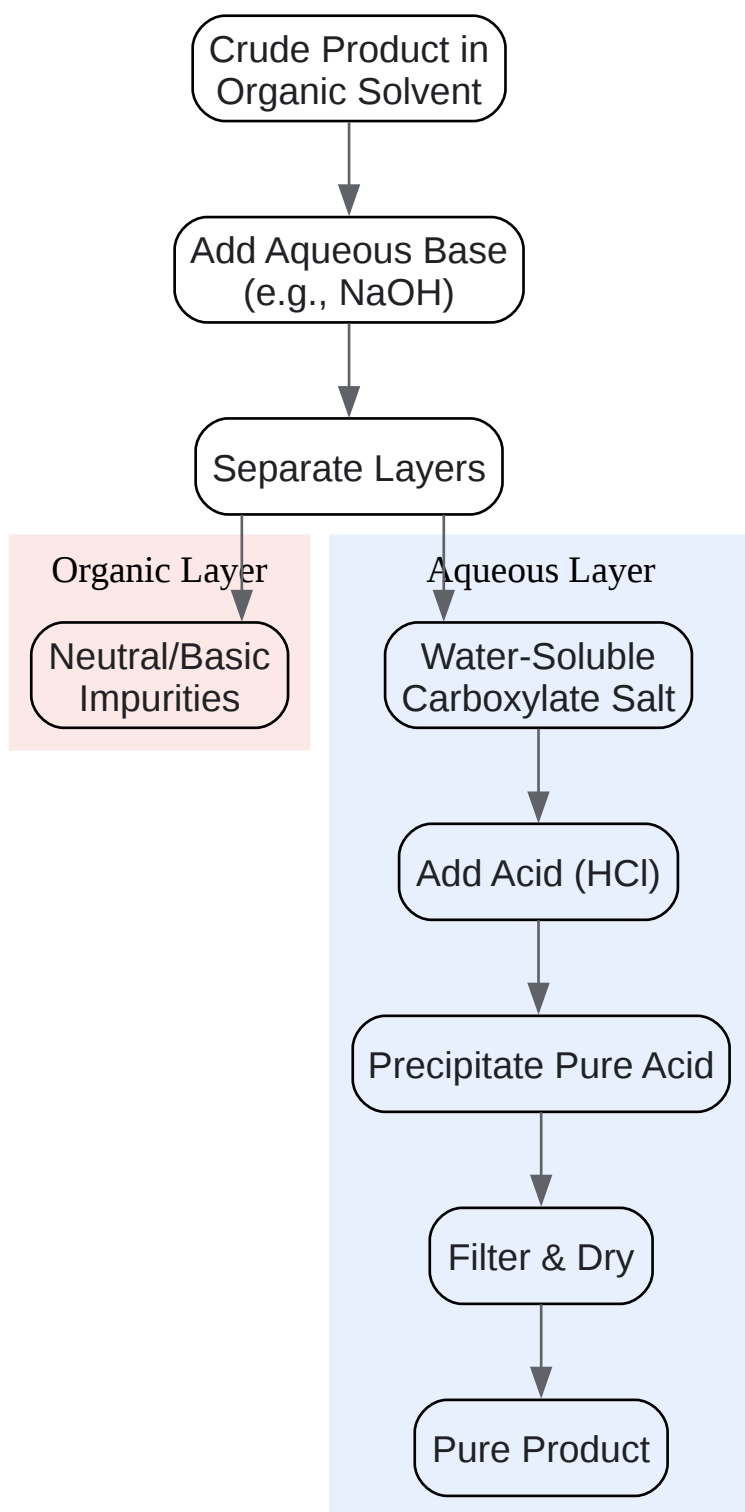 Crude Product in
Organic Solvent
Add Aqueous Base
(e.g., NaOH)
Separate Layers
Organic Layer
Neutral/Basic
Impurities
Aqueous Layer
Water-Soluble
Carboxylate Salt
Add Acid (HCl)
Precipitate Pure Acid
Filter & Dry
Pure Product